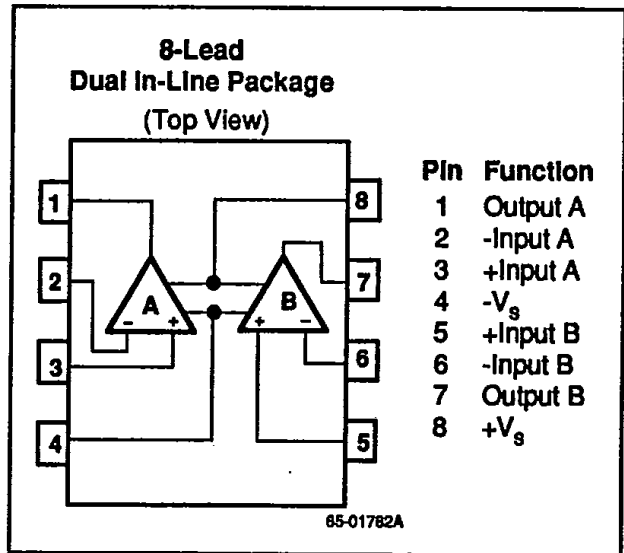 8-Lead
Dual In-Line Package
(Top View)
1
2
3
4
8
7
6
5
A
B
- +
+ -
Pin Function
1 Output A
2 -Input A
3 +Input A
4 -Vs
5 +Input B
6 -Input B
7 Output B
8 +Vs
65-01782A